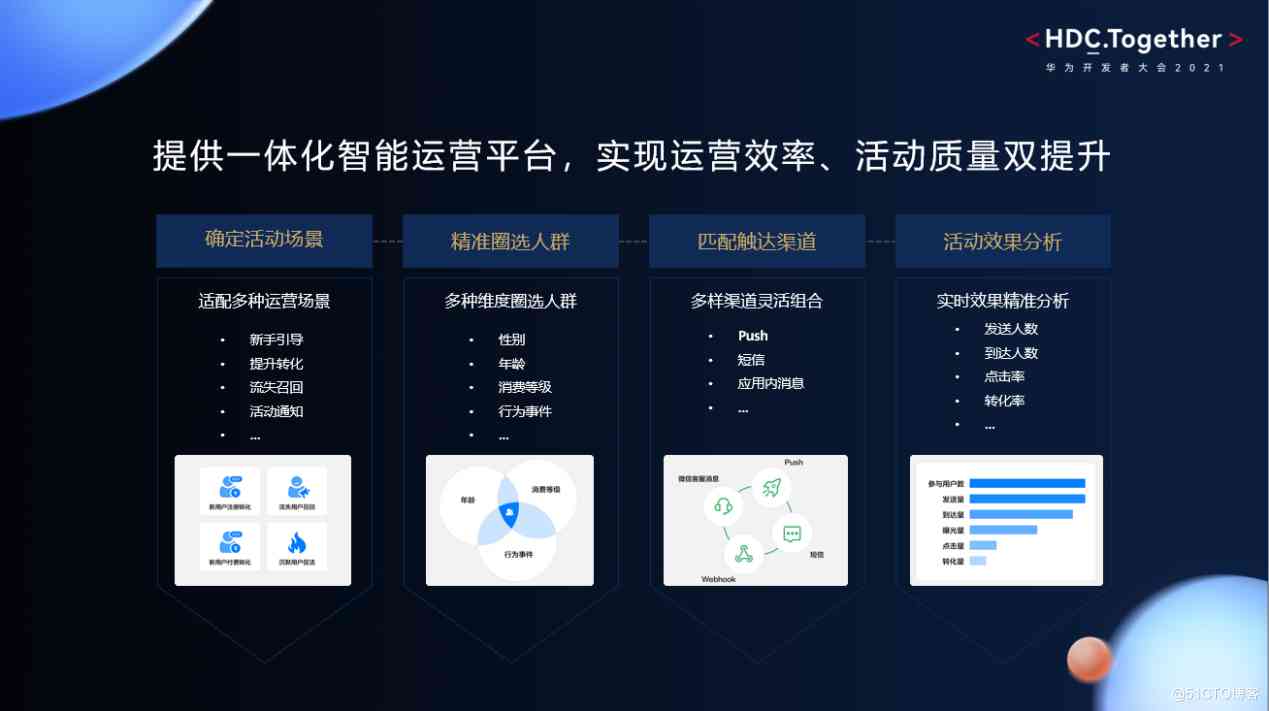 <HDC.Together>
华为开发者大会2021
提供一体化智能运营平台，实现运营效率、活动质量双提升
确定活动场景
适配多种运营场景
• 新手引导
• 提升转化
• 流失召回
• 活动通知
• ...
新用户注册转化
流失用户召回
新用户付费转化
沉默用户促活
精准圈选人群
多种维度圈选人群
• 性别
• 年龄
• 消费等级
• 行为事件
• ...
年龄
消费等级
行为事件
匹配触达渠道
多样渠道灵活组合
• Push
• 短信
• 应用内消息
• ...
Push
微信客服消息
短信
Webhook
活动效果分析
实时效果精准分析
• 发送人数
• 到达人数
• 点击率
• 转化率
• ...
参与用户数
发送量
到达量
曝光量
点击量
转化量
@51CTO博客